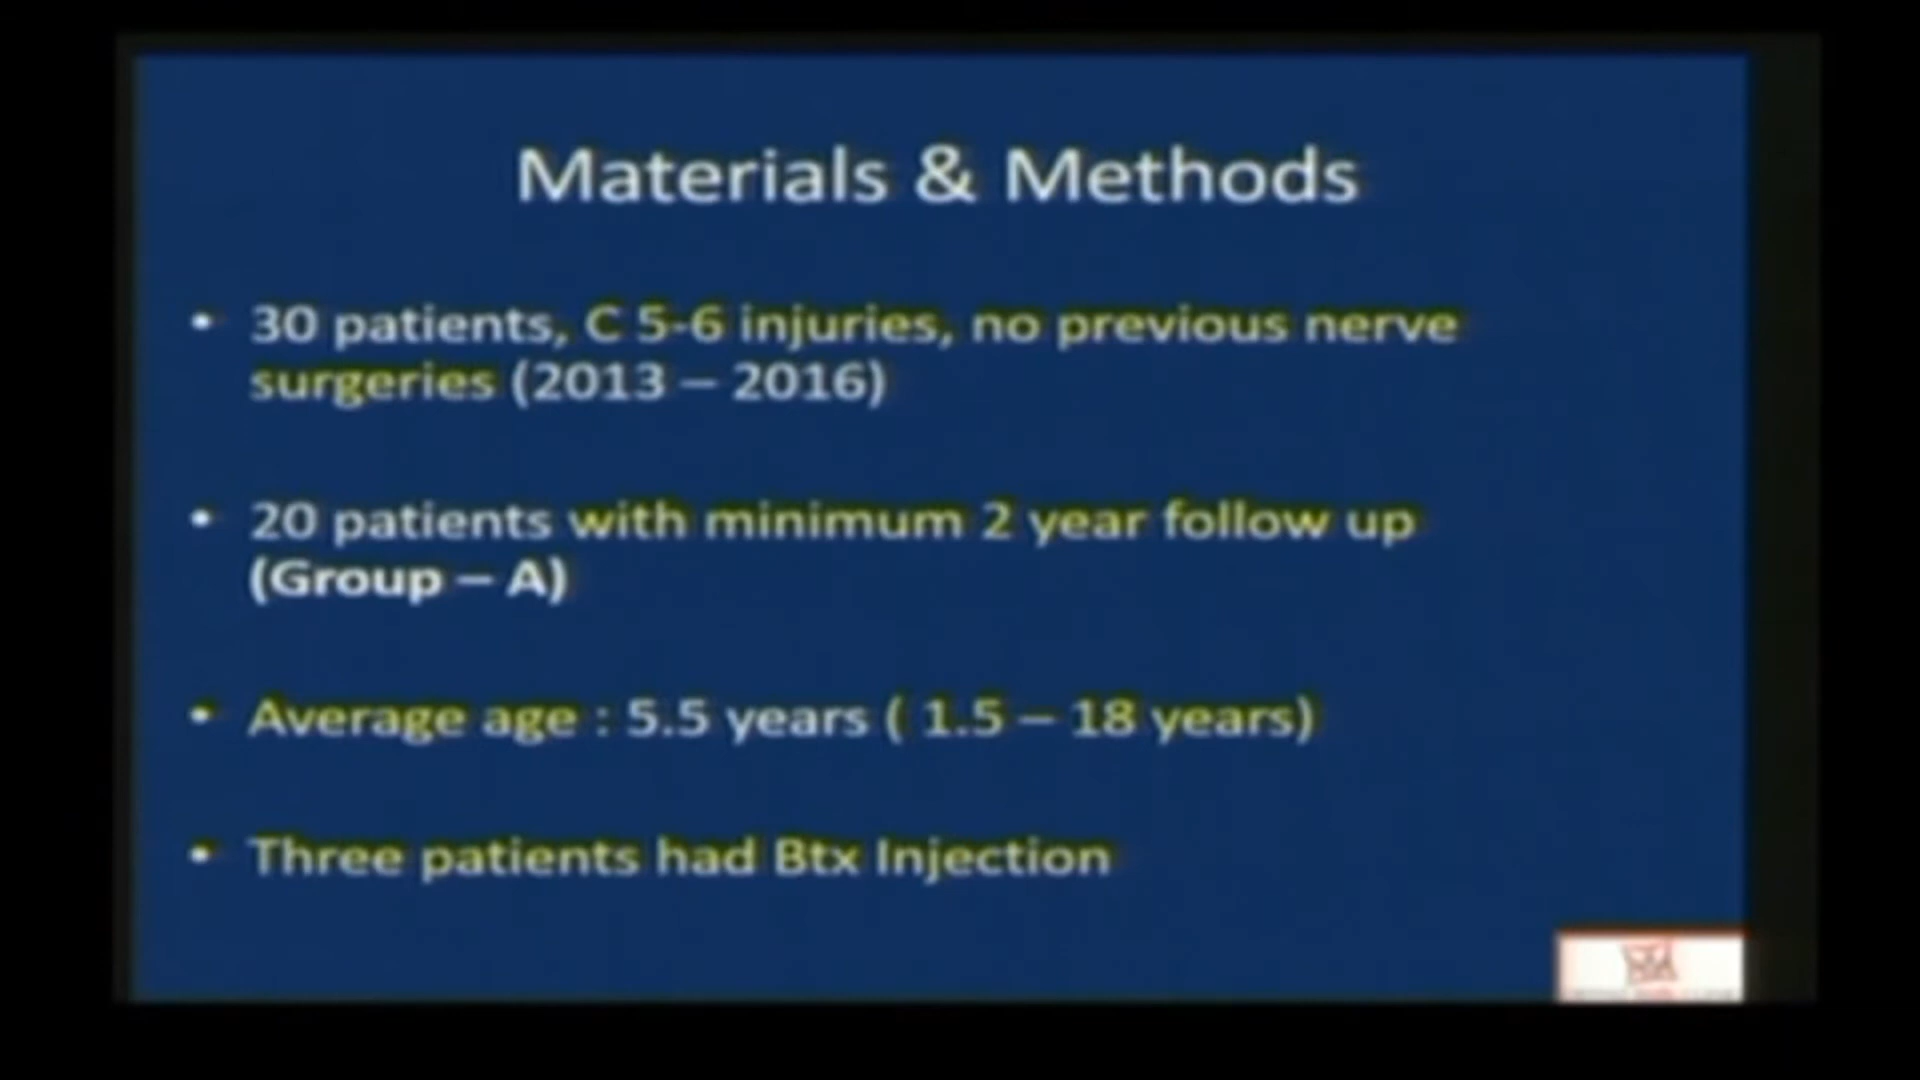 Materials & Methods
• 30 patients, C 5-6 injuries, no previous nerve
surgeries (2013 – 2016)
• 20 patients with minimum 2 year follow up
(Group – A)
• Average age : 5.5 years ( 1.5 – 18 years)
• Three patients had Btx Injection